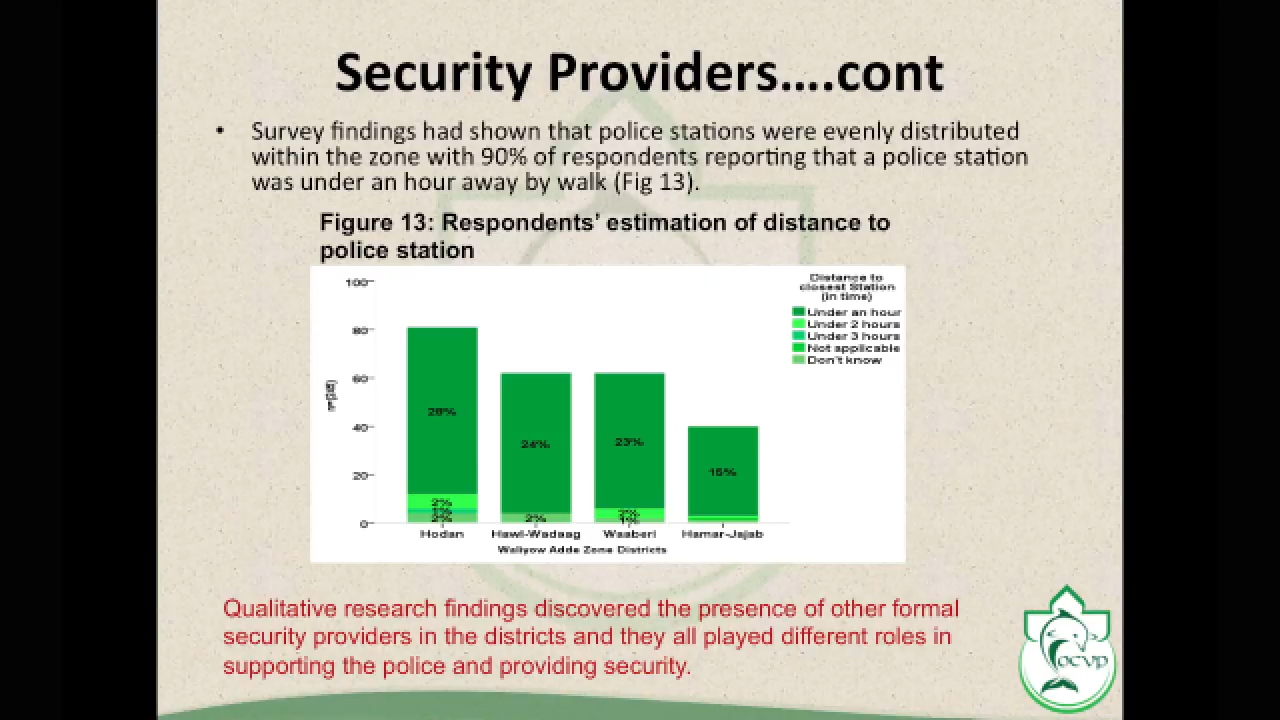 Security Providers....cont
• Survey findings had shown that police stations were evenly distributed
within the zone with 90% of respondents reporting that a police station
was under an hour away by walk (Fig 13).
Figure 13: Respondents' estimation of distance to
police station
Distance to
closest Station
(in time)
Under an hour
Under 2 hours
Under 3 hours
Not applicable
Don't know
100
80
60
40
20
0
28%
24%
23%
15%
2%
2%
Hodan Hawl-Wadaag Waaberi Hamar-Jajab
Waliyow Adde Zone Districts
Qualitative research findings discovered the presence of other formal
security providers in the districts and they all played different roles in
supporting the police and providing security.
OCVP